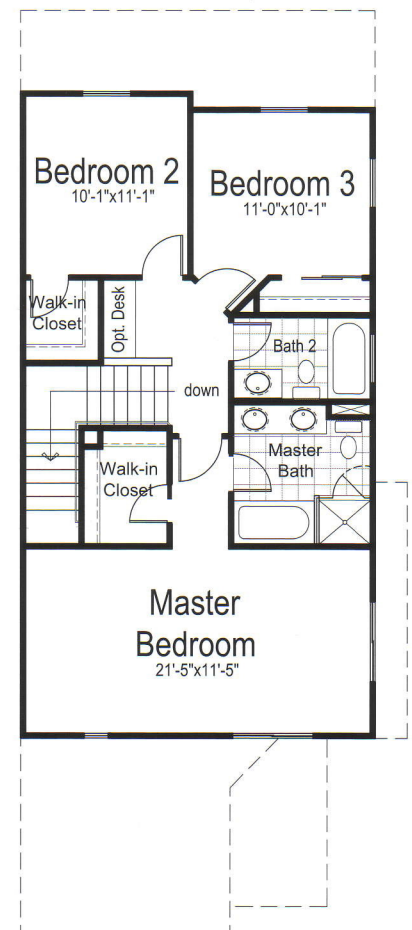 Bedroom 2
10'-1"x11'-1"
Bedroom 3
11'-0"x10'-1"
Walk-in
Closet
Opt. Desk
Bath 2
down
Walk-in
Closet
Master
Bath
Master
Bedroom
21'-5"x11'-5"